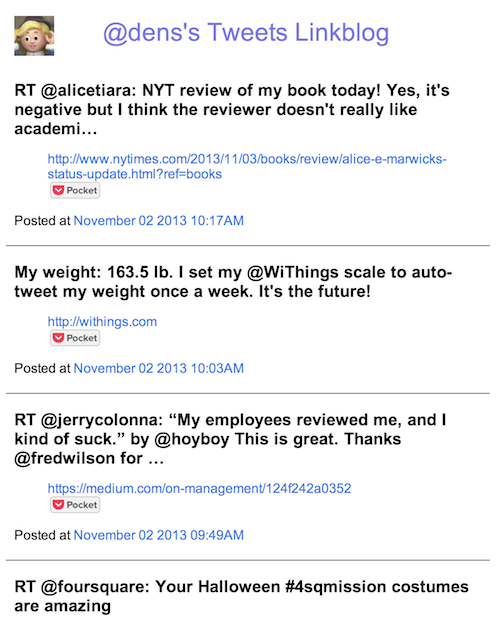 @dens's Tweets Linkblog
RT @alicetiara: NYT review of my book today! Yes, it's
negative but I think the reviewer doesn't really like
academi…
http://www.nytimes.com/2013/11/03/books/review/alice-e-marwicks-
status-update.html?ref=books
Pocket
Posted at November 02 2013 10:17AM
My weight: 163.5 lb. I set my @WiThings scale to auto-
tweet my weight once a week. It's the future!
http://withings.com
Pocket
Posted at November 02 2013 10:03AM
RT @jerrycolonna: “My employees reviewed me, and I
kind of suck.” by @hoyboy This is great. Thanks
@fredwilson for …
https://medium.com/on-management/124f242a0352
Pocket
Posted at November 02 2013 09:49AM
RT @foursquare: Your Halloween #4sqmission costumes
are amazing